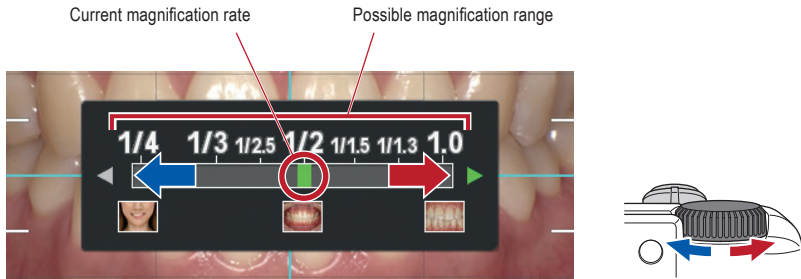 Current magnification rate Possible magnification range
1/4 1/3 1/2.5 1/2 1/1.5 1/1.3 1.0